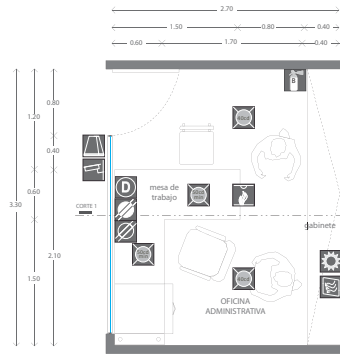 2.70
1.50
0.80
0.40
0.60
1.70
0.40
0.80
1.20
0.40
0.60
3.30
2.10
1.50
B
D
CORTE 1
mesa de
trabajo
gabinete
OFICINA
ADMINISTRATIVA